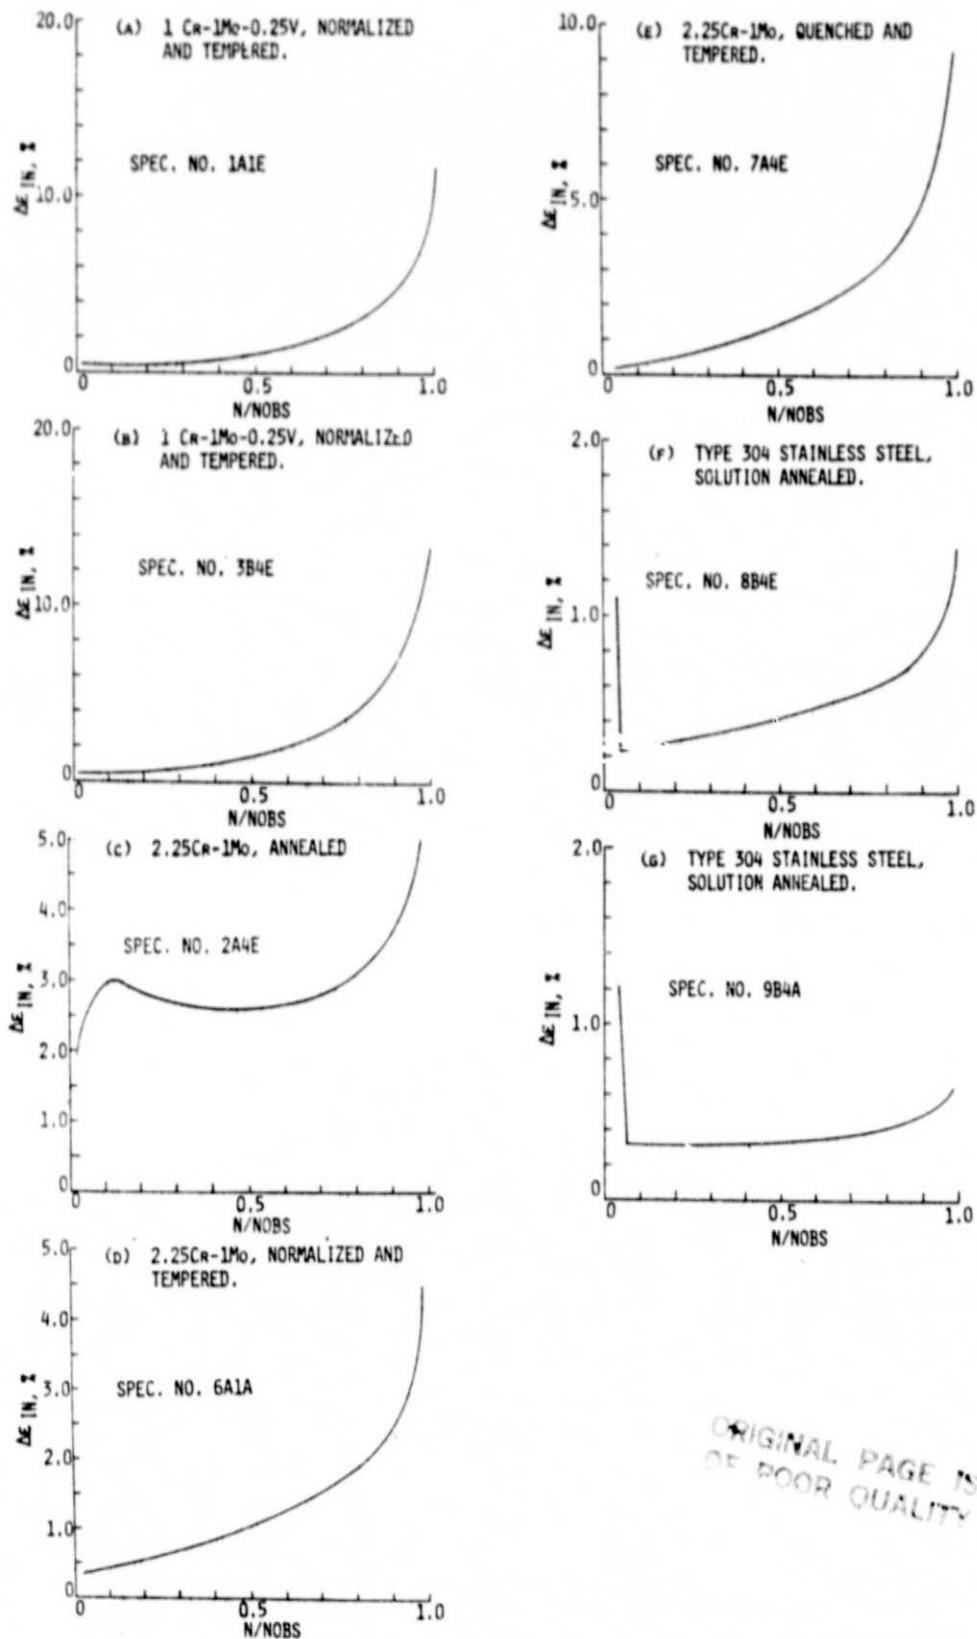 20.0
(A) 1 CR-1MO-0.25V, NORMALIZED
AND TEMPERED.
SPEC. NO. 1A1E
ΔE IN, %
10.0
0
0 0.5 1.0
N/NOBS
20.0
(B) 1 CR-1MO-0.25V, NORMALIZED
AND TEMPERED.
SPEC. NO. 3B4E
ΔE IN, %
10.0
0
0 0.5 1.0
N/NOBS
5.0
(C) 2.25CR-1MO, ANNEALED
4.0
SPEC. NO. 2A4E
3.0
ΔE IN, %
2.0
1.0
0
0 0.5 1.0
N/NOBS
5.0
(D) 2.25CR-1MO, NORMALIZED AND
TEMPERED.
4.0
SPEC. NO. 6A1A
3.0
ΔE IN, %
2.0
1.0
0
0 0.5 1.0
N/NOBS
10.0
(E) 2.25CR-1MO, QUENCHED AND
TEMPERED.
SPEC. NO. 7A4E
ΔE IN, %
5.0
0
0 0.5 1.0
N/NOBS
2.0
(F) TYPE 304 STAINLESS STEEL,
SOLUTION ANNEALED.
SPEC. NO. 8B4E
ΔE IN, %
1.0
0
0 0.5 1.0
N/NOBS
2.0
(G) TYPE 304 STAINLESS STEEL,
SOLUTION ANNEALED.
SPEC. NO. 9B4A
ΔE IN, %
1.0
0
0 0.5 1.0
N/NOBS
ORIGINAL PAGE IS
OF POOR QUALITY